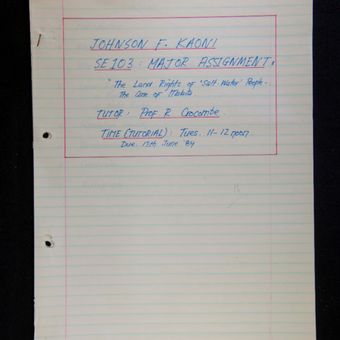 JOHNSON F. KAONI
SE103 : MAJOR ASSIGNMENT.
"The Land Rights of 'Salt-Water' People.
The Case of Malaita
TUTOR: Prof. R Crocombe.
TIME (TUTORIAL) : Tues. 11-12 noon.
Due. 15th June '84